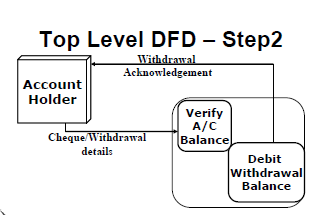 Top Level DFD – Step2
Withdrawal
Acknowledgement
Account
Holder
Cheque/Withdrawal
details
Verify
A/C
Balance
Debit
Withdrawal
Balance